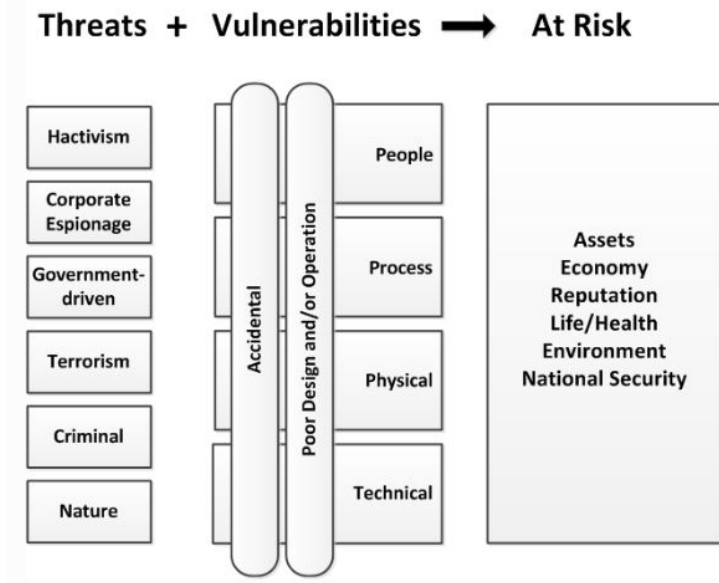 Threats + Vulnerabilities ➡ At Risk
Hactivism
Corporate
Espionage
Government-
driven
Terrorism
Criminal
Nature
Accidental
Poor Design and/or Operation
People
Process
Physical
Technical
Assets
Economy
Reputation
Life/Health
Environment
National Security